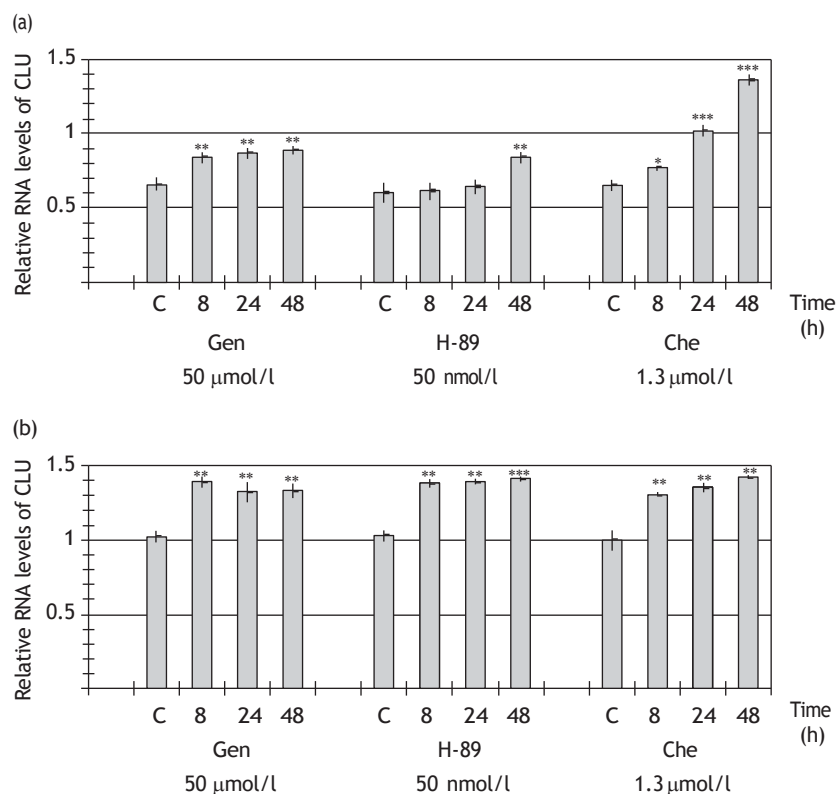 (a)
Relative RNA levels of CLU
1.5
1
0.5
** ** ** ** * *** ***
C 8 24 48 C 8 24 48 C 8 24 48 Time (h)
Gen H-89 Che
50 μmol/l 50 nmol/l 1.3 μmol/l
(b)
Relative RNA levels of CLU
1.5
1
0.5
** ** ** ** ** *** ** ** **
C 8 24 48 C 8 24 48 C 8 24 48 Time (h)
Gen H-89 Che
50 μmol/l 50 nmol/l 1.3 μmol/l